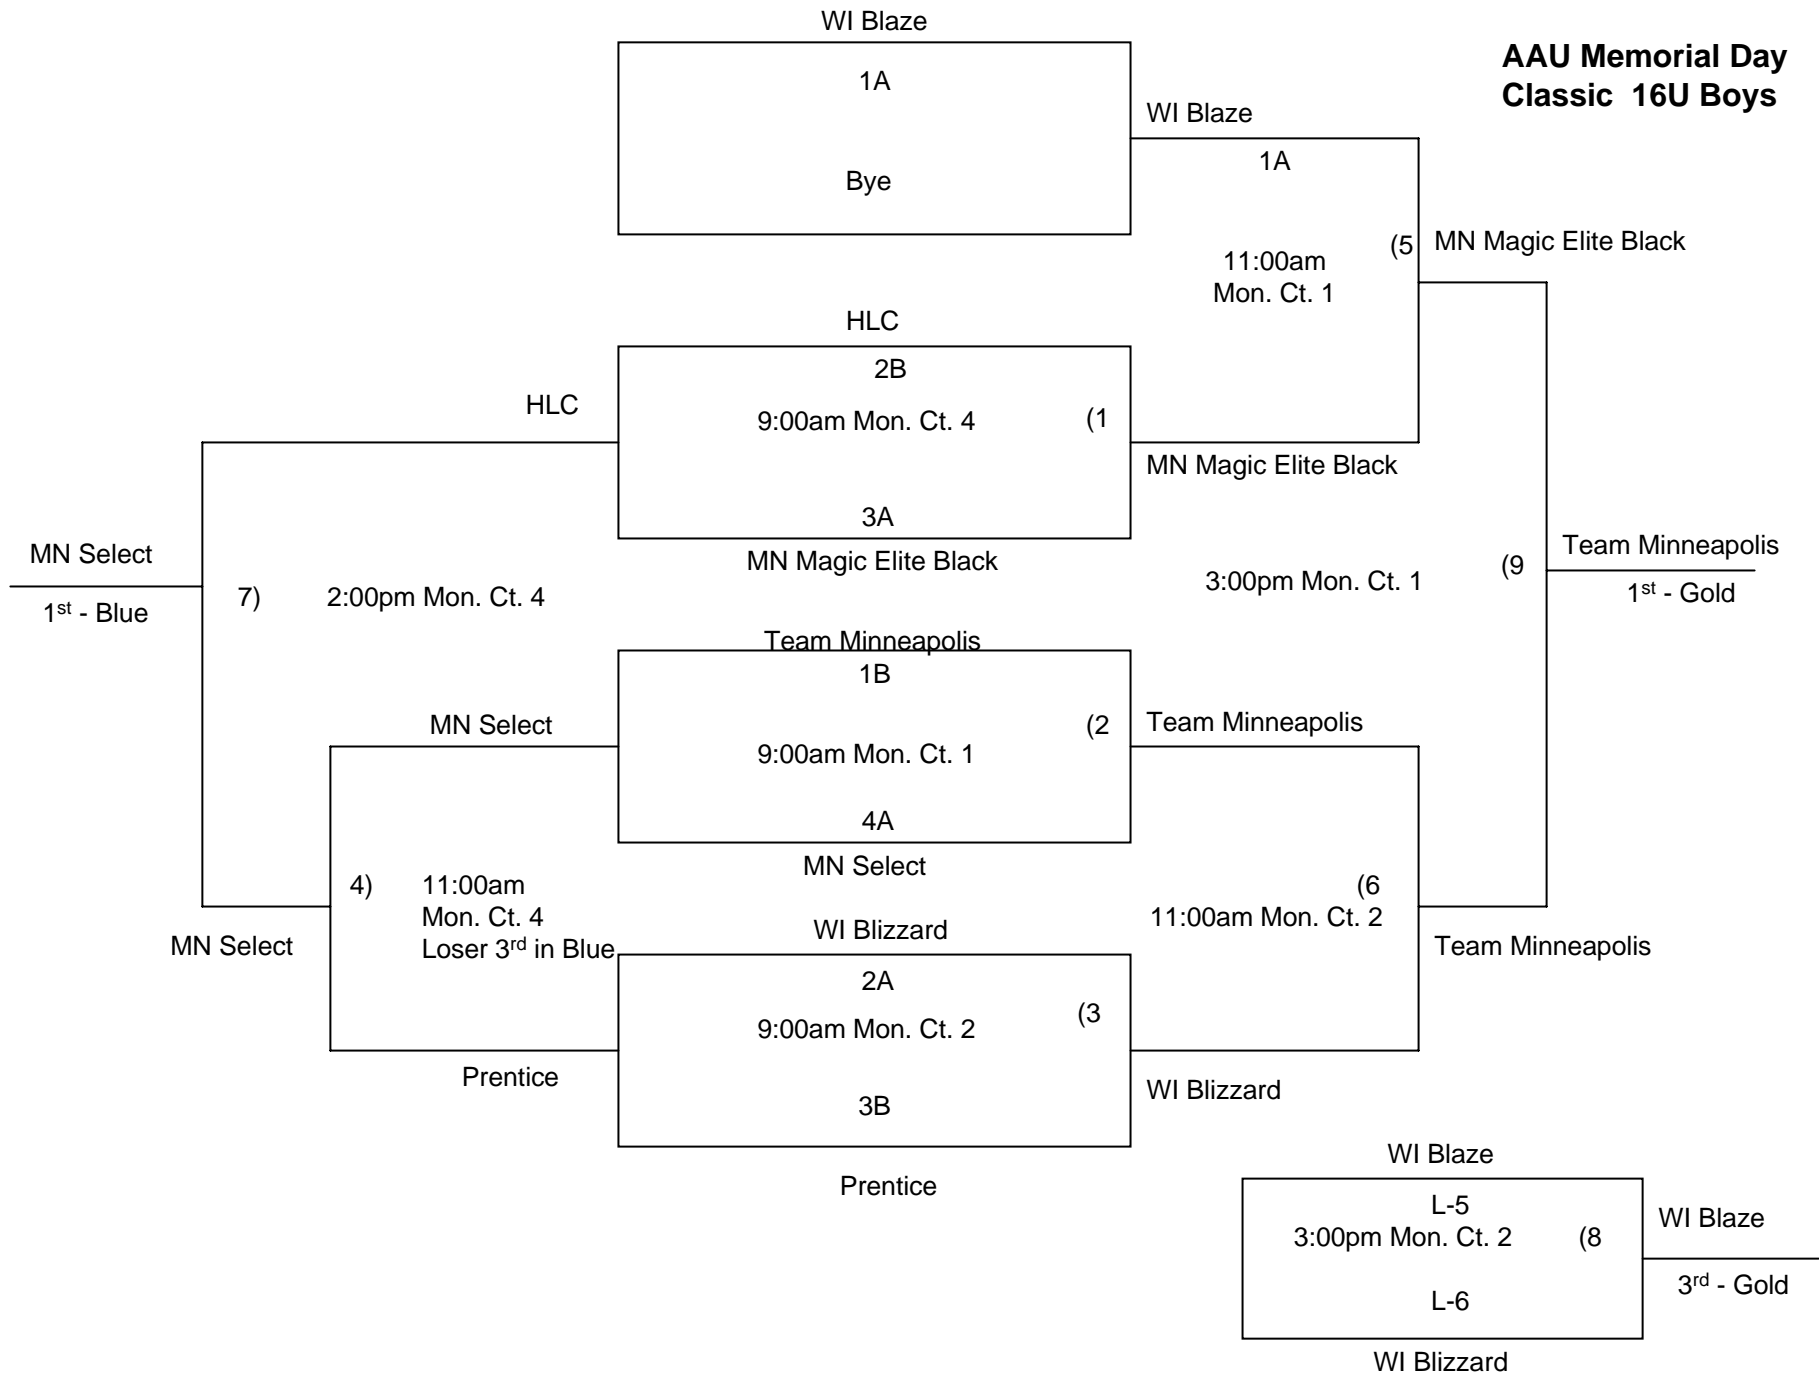 WI Blaze
AAU Memorial Day
Classic 16U Boys
1A
Bye
WI Blaze
1A
11:00am
Mon. Ct. 1
(5
MN Magic Elite Black
HLC
2B
9:00am Mon. Ct. 4
(1
3A
MN Magic Elite Black
HLC
MN Magic Elite Black
MN Select
1st - Blue
7)
2:00pm Mon. Ct. 4
3:00pm Mon. Ct. 1
(9
Team Minneapolis
1st - Gold
Team Minneapolis
1B
(2
9:00am Mon. Ct. 1
4A
MN Select
MN Select
Team Minneapolis
4)
11:00am
Mon. Ct. 4
Loser 3rd in Blue
MN Select
(6
11:00am Mon. Ct. 2
Team Minneapolis
WI Blizzard
2A
9:00am Mon. Ct. 2
(3
3B
Prentice
Prentice
WI Blizzard
WI Blaze
L-5
3:00pm Mon. Ct. 2
(8
L-6
WI Blizzard
WI Blaze
3rd - Gold